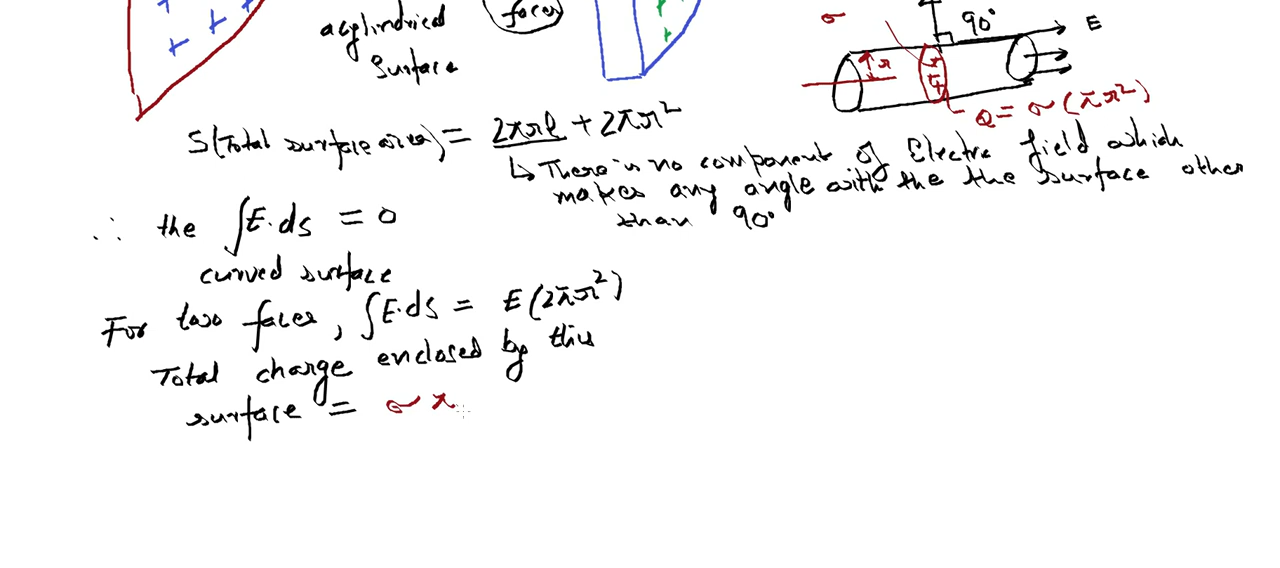 acylindrical
Surface
faces
σ
90°
E
r
Q = σ(πr²)
S(Total surface area) = 2πrl + 2πr²
↳ There is no component of Electric field which
makes any angle with the the surface other
than 90°
∴ the ∫E.ds = 0
curved surface
For two faces, ∫E.ds = E(2πr²)
Total charge enclosed by this
surface = σ π